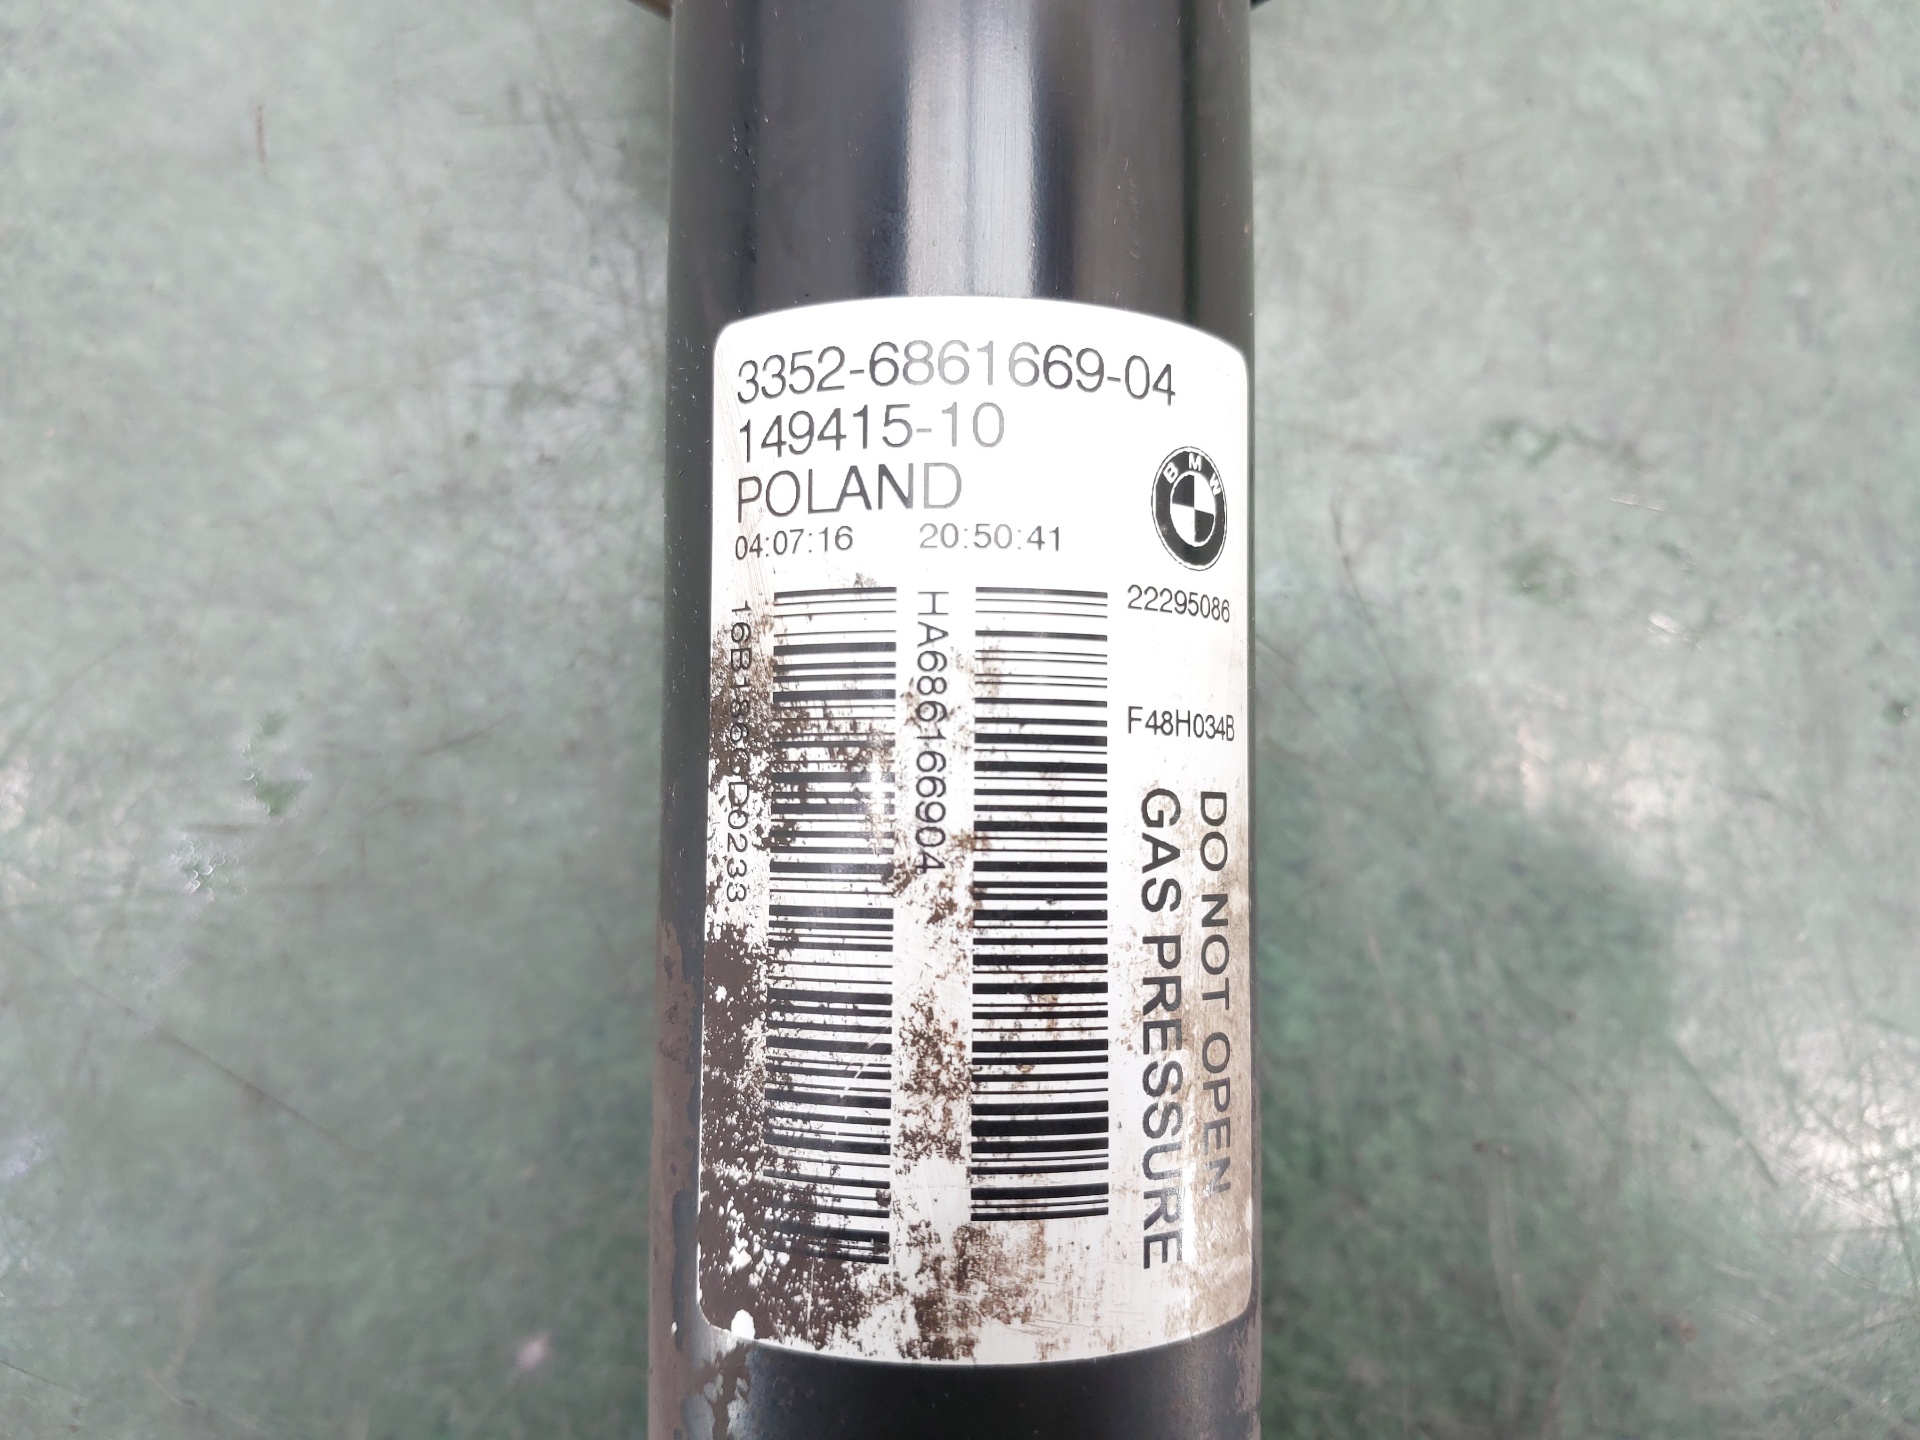 3352-6861669-04
149415-10
POLAND
04:07:16 20:50:41
BMW
22295086
F48H034B
HA686166904
DO NOT OPEN
GAS PRESSURE